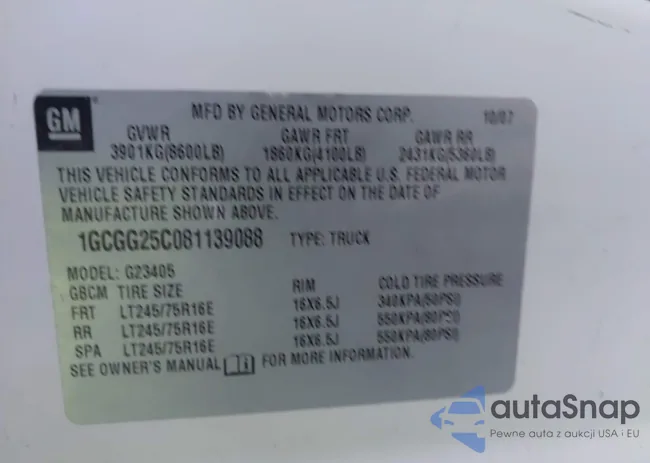 GM
MFD BY GENERAL MOTORS CORP. 10/07
GVWR GAWR FRT GAWR RR
3901KG(8600LB) 1860KG(4100LB) 2431KG(5360LB)
THIS VEHICLE CONFORMS TO ALL APPLICABLE U.S. FEDERAL MOTOR
VEHICLE SAFETY STANDARDS IN EFFECT ON THE DATE OF
MANUFACTURE SHOWN ABOVE.
1GCGG25C081139088 TYPE: TRUCK
MODEL: G23405
GBCM TIRE SIZE RIM COLD TIRE PRESSURE
FRT LT245/75R16E 16X6.5J 340KPA(50PSI)
RR LT245/75R16E 16X6.5J 550KPA(80PSI)
SPA LT245/75R16E 16X6.5J 550KPA(80PSI)
SEE OWNER'S MANUAL FOR MORE INFORMATION.
autaSnap
Pewne auta z aukcji USA i EU